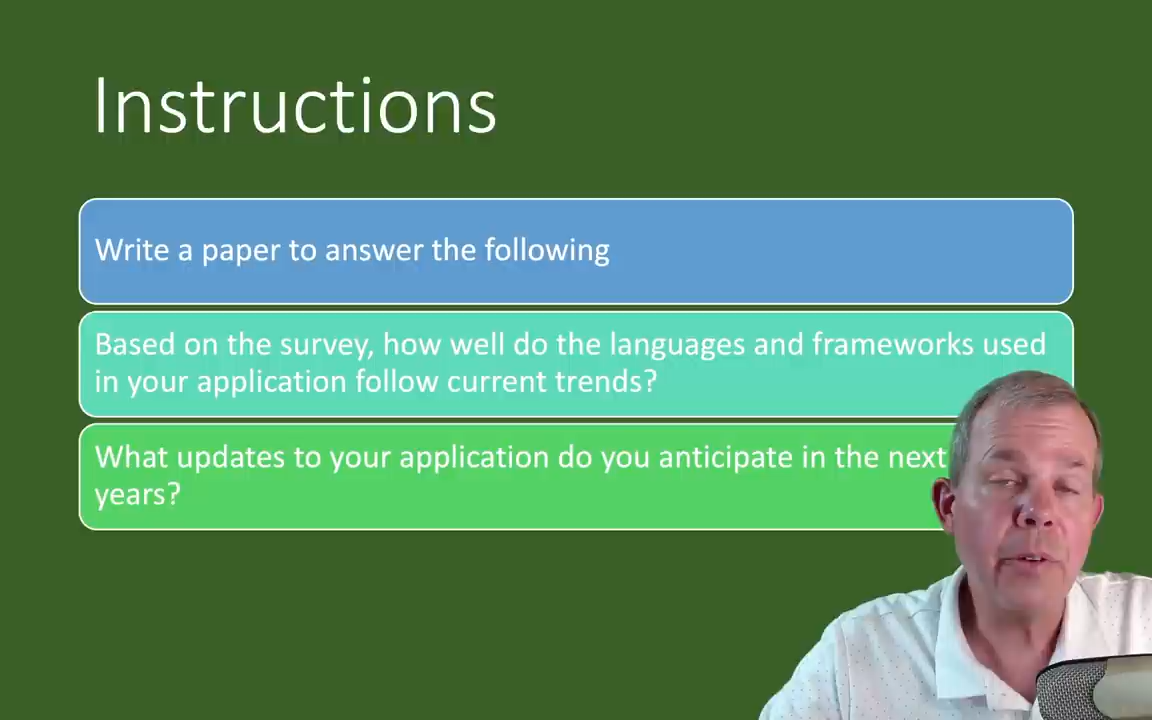 Instructions
Write a paper to answer the following
Based on the survey, how well do the languages and frameworks used
in your application follow current trends?
What updates to your application do you anticipate in the next
years?